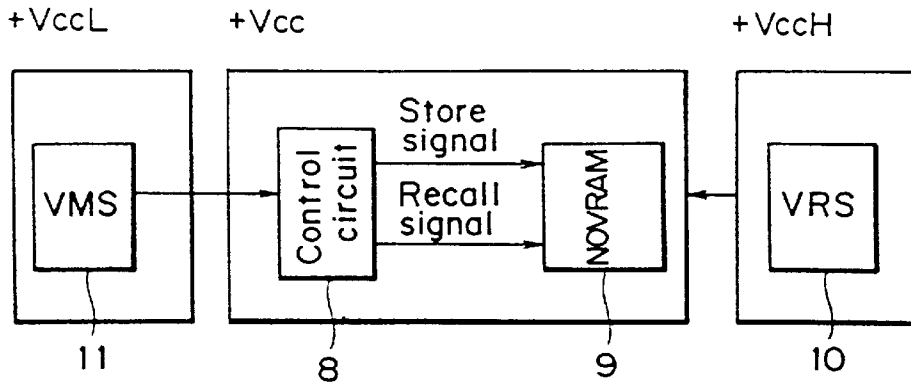 +VccL
+Vcc
+VccH
VMS
Control
circuit
Store
signal
Recall
signal
NOVRAM
VRS
11
8
9
10